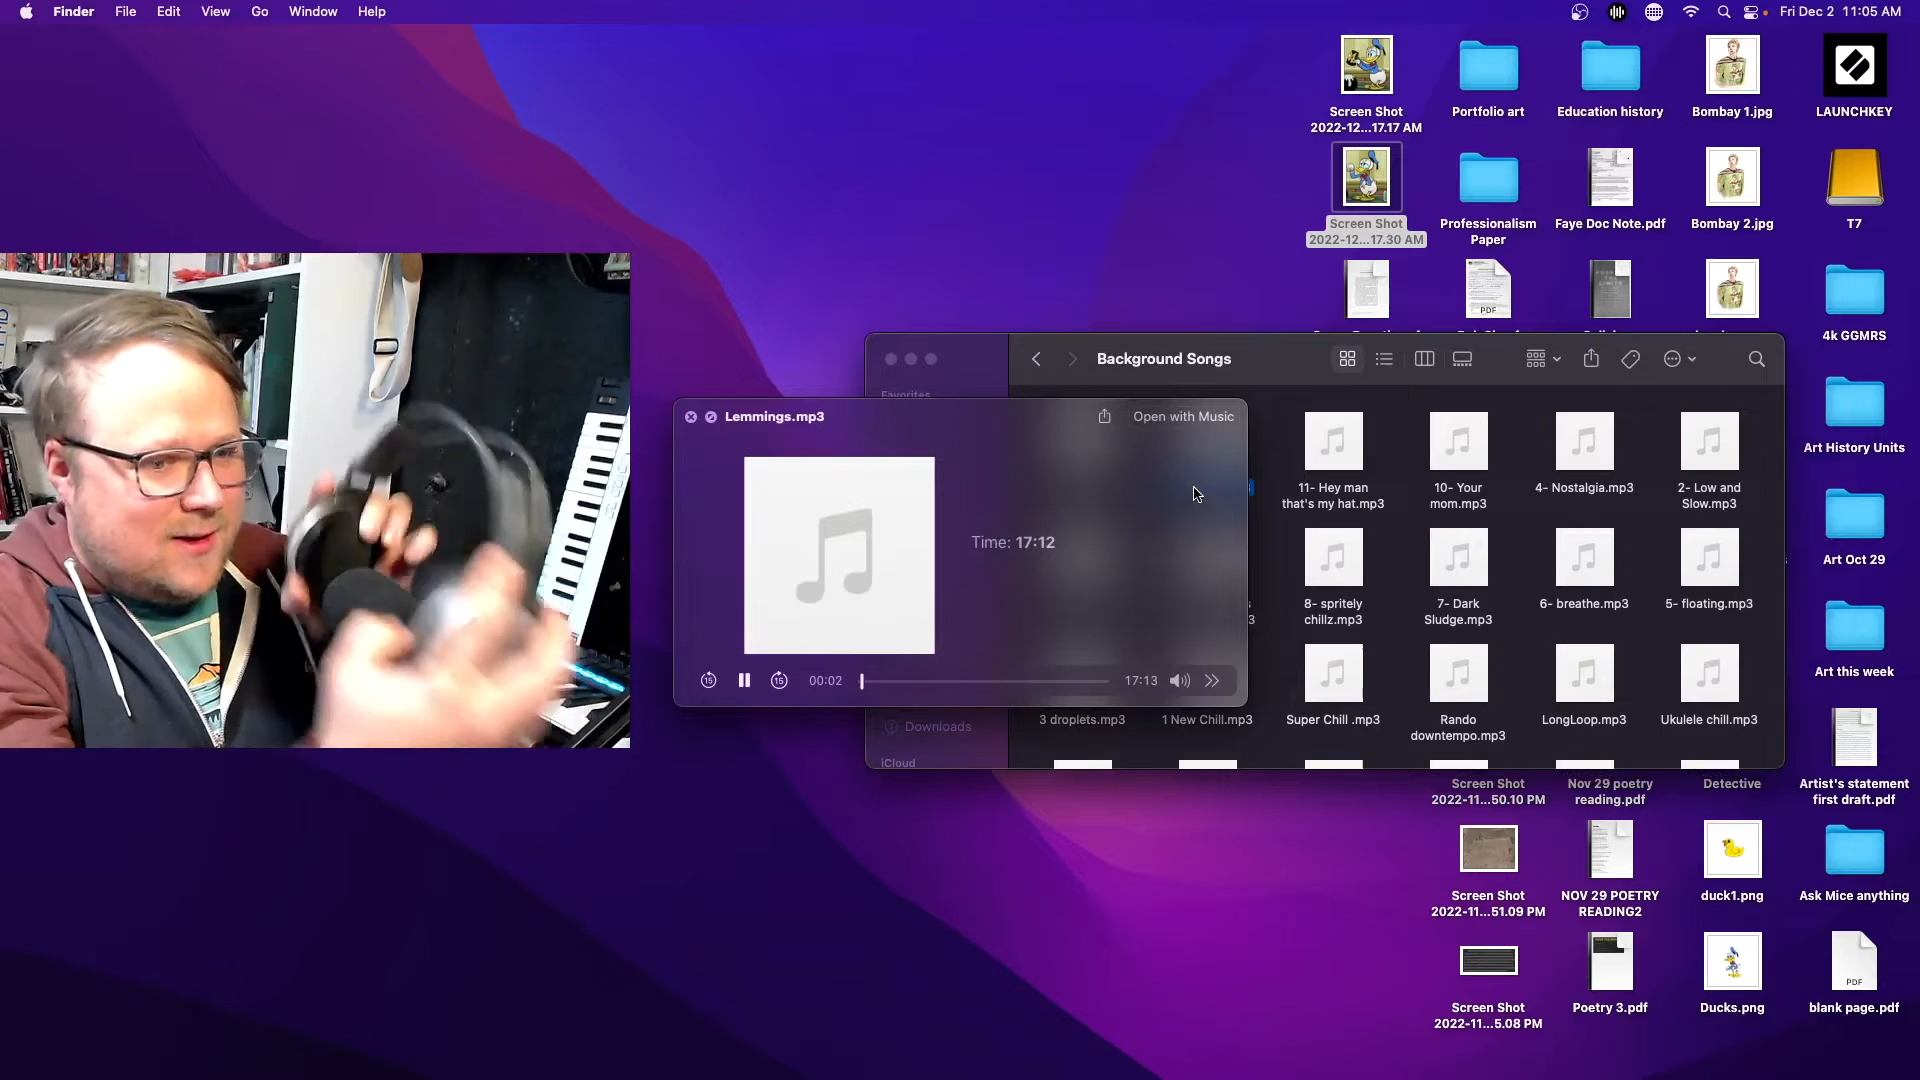 Finder File Edit View Go Window Help
Fri Dec 2 11:05 AM
Screen Shot
2022-12...17.17 AM
Portfolio art
Education history
Bombay 1.jpg
LAUNCHKEY
Screen Shot
2022-12...17.30 AM
Professionalism
Paper
Faye Doc Note.pdf
Bombay 2.jpg
T7
PDF
4k GGMRS
Background Songs
Favorites
Lemmings.mp3
Open with Music
Time: 17:12
15
15
00:02
17:13
11- Hey man
that's my hat.mp3
10- Your
mom.mp3
4- Nostalgia.mp3
2- Low and
Slow.mp3
8- spritely
chillz.mp3
7- Dark
Sludge.mp3
6- breathe.mp3
5- floating.mp3
3 droplets.mp3
1 New Chill.mp3
Super Chill .mp3
Rando
downtempo.mp3
LongLoop.mp3
Ukulele chill.mp3
Downloads
iCloud
Art History Units
Art Oct 29
Art this week
Screen Shot
2022-11...50.10 PM
Nov 29 poetry
reading.pdf
Detective
Artist's statement
first draft.pdf
Screen Shot
2022-11...51.09 PM
NOV 29 POETRY
READING2
duck1.png
Ask Mice anything
Screen Shot
2022-11...5.08 PM
Poetry 3.pdf
Ducks.png
PDF
blank page.pdf